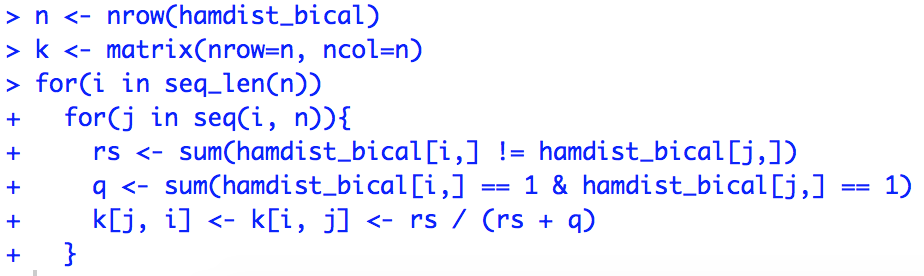 > n <- nrow(hamdist_bical)
> k <- matrix(nrow=n, ncol=n)
> for(i in seq_len(n))
+   for(j in seq(i, n)){
+     rs <- sum(hamdist_bical[i,] != hamdist_bical[j,])
+     q <- sum(hamdist_bical[i,] == 1 & hamdist_bical[j,] == 1)
+     k[j, i] <- k[i, j] <- rs / (rs + q)
+   }